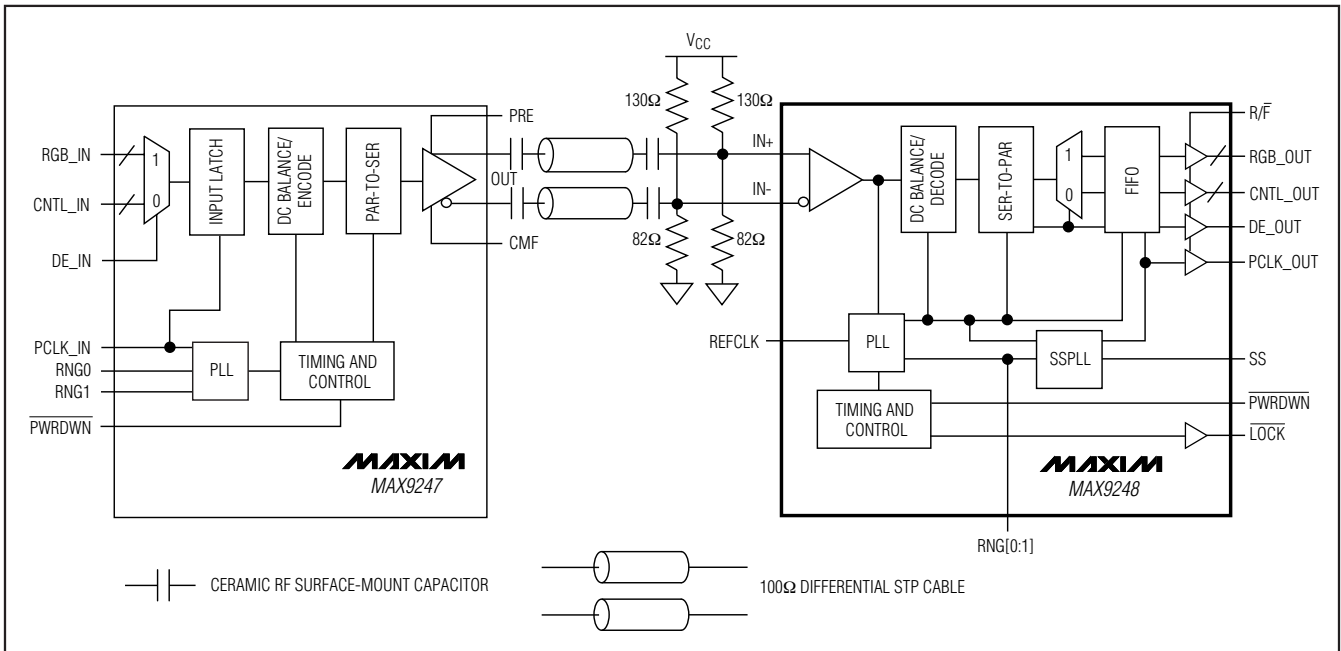 VCC
130Ω
130Ω
PRE
IN+
R/F̅
RGB_IN
1
0
INPUT LATCH
DC BALANCE/
ENCODE
PAR-TO-SER
OUT
DC BALANCE/
DECODE
SER-TO-PAR
1
0
FIFO
RGB_OUT
CNTL_IN
IN-
CNTL_OUT
DE_IN
CMF
82Ω
82Ω
DE_OUT
PCLK_OUT
PCLK_IN
RNG0
RNG1
PLL
TIMING AND
CONTROL
REFCLK
PLL
SSPLL
SS
P̅W̅R̅D̅W̅N̅
TIMING AND
CONTROL
P̅W̅R̅D̅W̅N̅
L̅O̅C̅K̅
MAXIM
MAX9247
MAXIM
MAX9248
RNG[0:1]
CERAMIC RF SURFACE-MOUNT CAPACITOR
100Ω DIFFERENTIAL STP CABLE